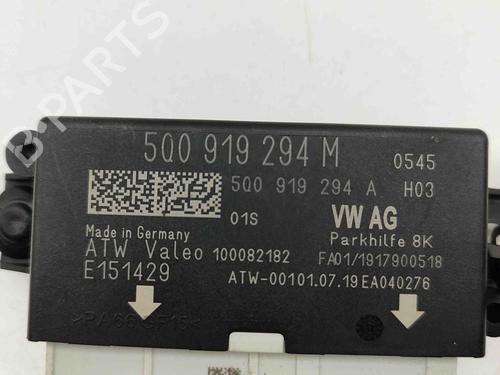 5Q0 919 294 M 0545
5Q0 919 294 A H03
01S VW AG
Made in Germany Parkhilfe 8K
ATW Valeo 100082182 FA01/1917900518
E151429 ATW-00101.07.19 EA040276
B-PARTS